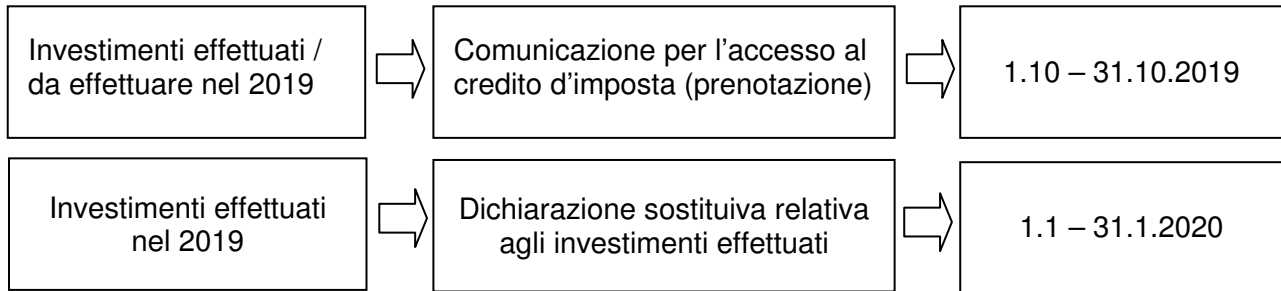 Investimenti effettuati /
da effettuare nel 2019
Comunicazione per l'accesso al
credito d'imposta (prenotazione)
1.10 – 31.10.2019
Investimenti effettuati
nel 2019
Dichiarazione sostituiva relativa
agli investimenti effettuati
1.1 – 31.1.2020